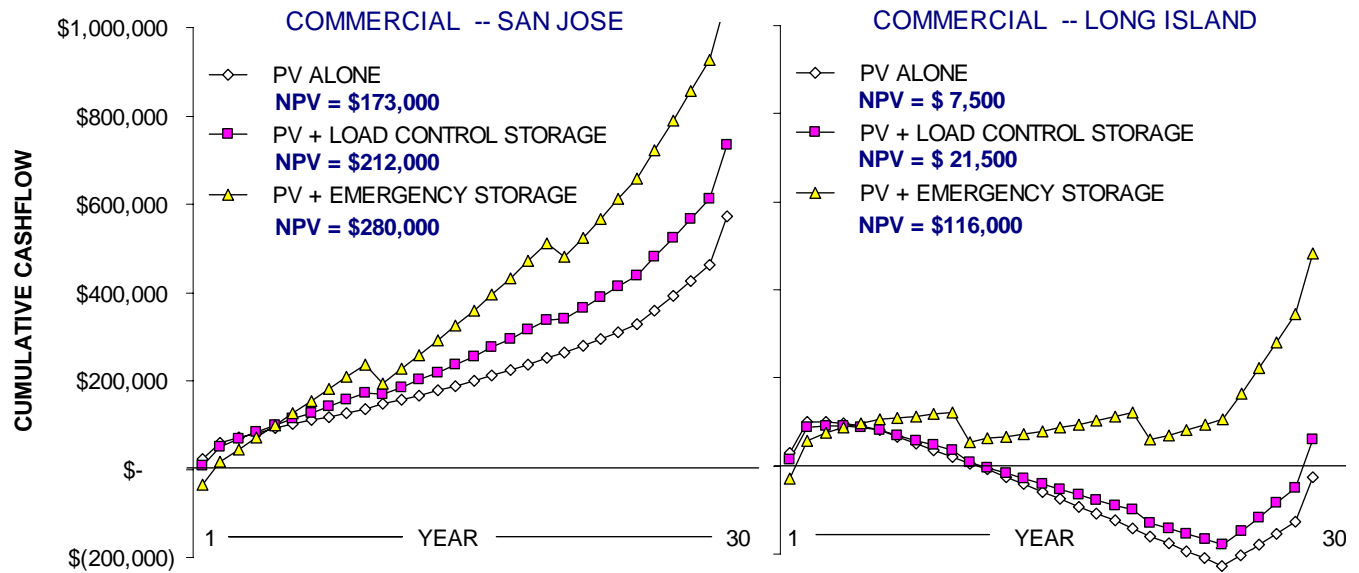 COMMERCIAL -- SAN JOSE
$1,000,000
$800,000
$600,000
$400,000
$200,000
$-
$(200,000)
CUMULATIVE CASHFLOW
PV ALONE
NPV = $173,000
PV + LOAD CONTROL STORAGE
NPV = $212,000
PV + EMERGENCY STORAGE
NPV = $280,000
1 YEAR 30
COMMERCIAL -- LONG ISLAND
PV ALONE
NPV = $ 7,500
PV + LOAD CONTROL STORAGE
NPV = $ 21,500
PV + EMERGENCY STORAGE
NPV = $116,000
1 YEAR 30